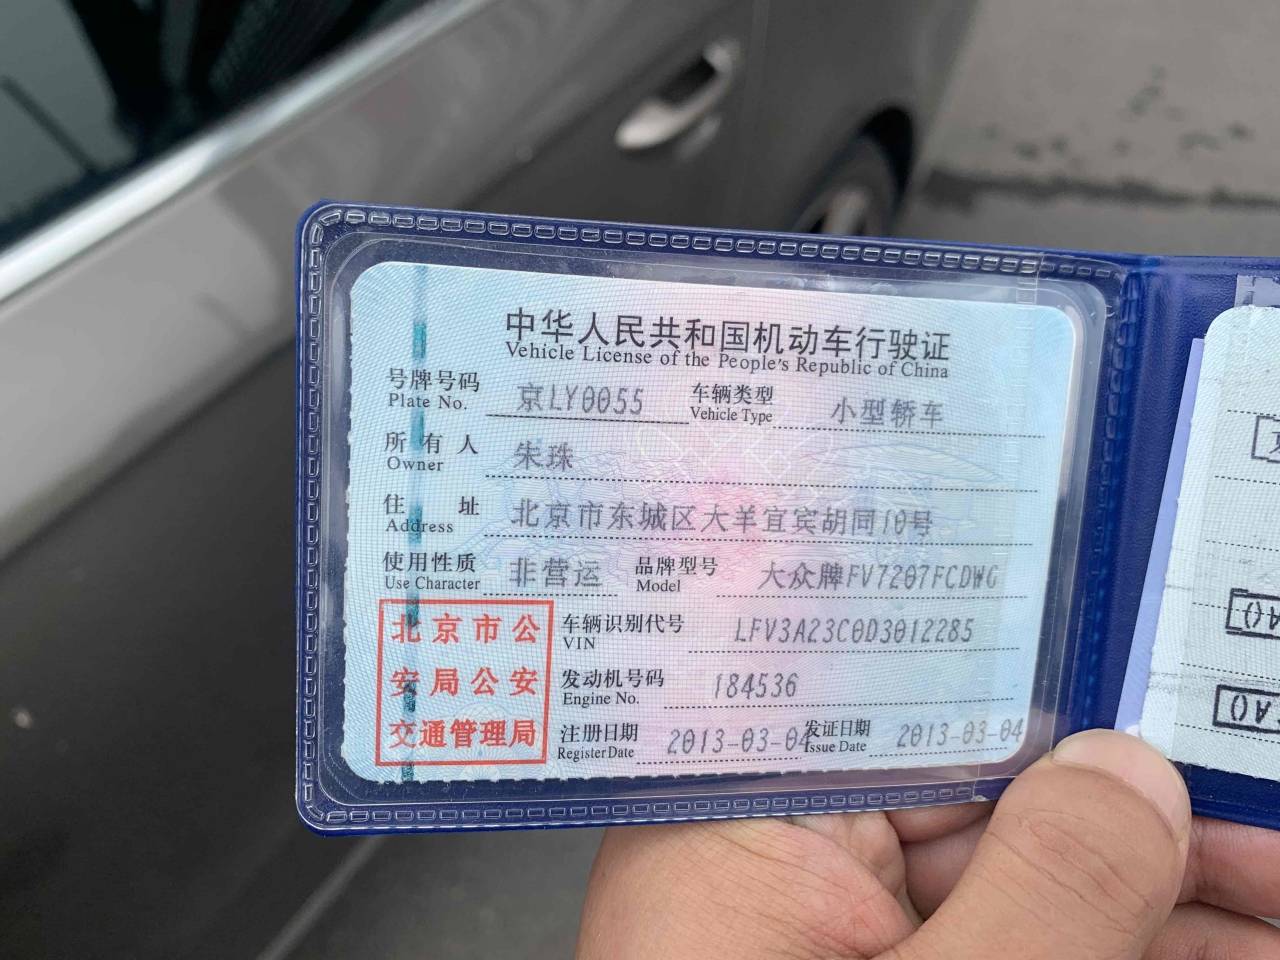 中华人民共和国机动车行驶证
Vehicle License of the People's Republic of China
号牌号码 京LY0055 车辆类型 小型轿车
Plate No. Vehicle Type
所有人 朱珠
Owner
住址 北京市东城区大羊宜宾胡同10号
Address
使用性质 非营运 品牌型号 大众牌FV7207FCDWG
Use Character Model
北京市公
安局公安
交通管理局
车辆识别代号 LFV3A23C0D3012285
VIN
发动机号码 184536
Engine No.
注册日期 2013-03-04 发证日期 2013-03-04
Register Date Issue Date